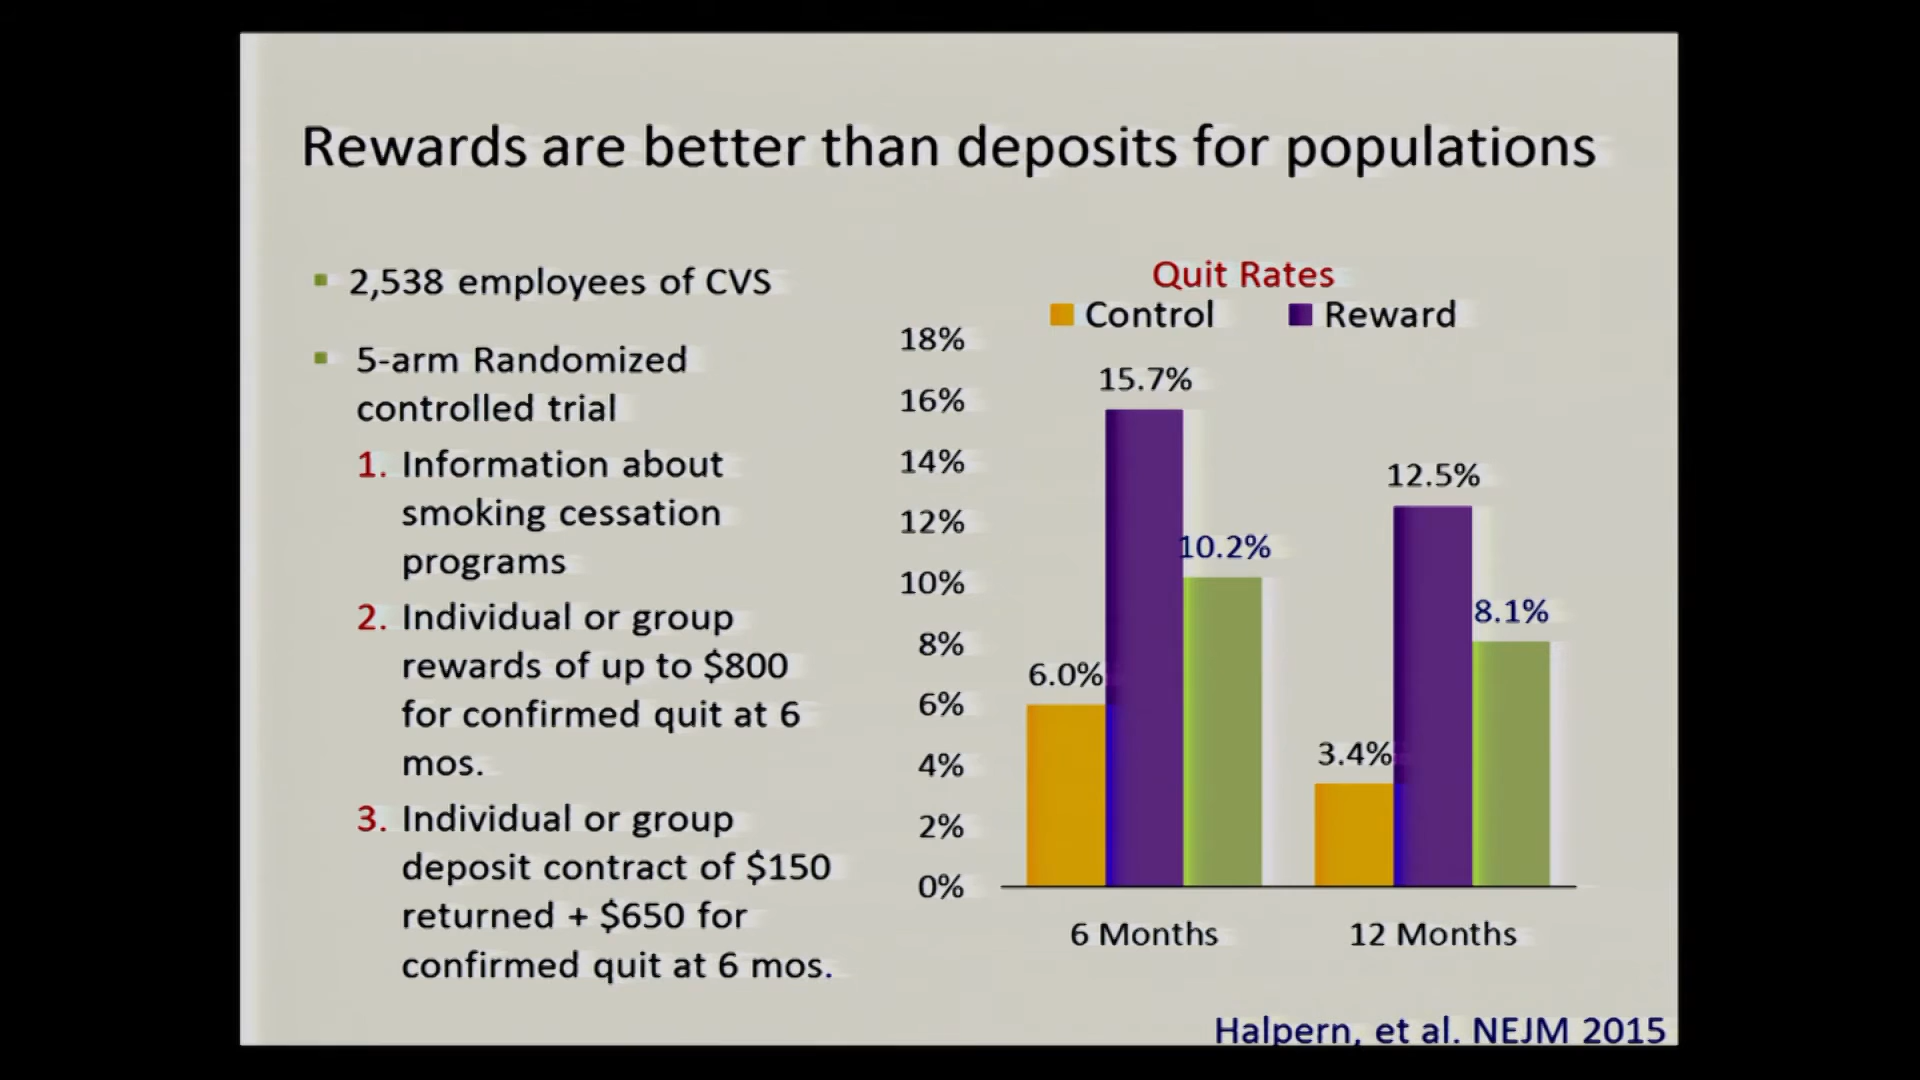 Rewards are better than deposits for populations
2,538 employees of CVS
5-arm Randomized
controlled trial
1. Information about
smoking cessation
programs
2. Individual or group
rewards of up to $800
for confirmed quit at 6
mos.
3. Individual or group
deposit contract of $150
returned + $650 for
confirmed quit at 6 mos.
Quit Rates
Control Reward
18%
16%
14%
12%
10%
8%
6%
4%
2%
0%
6.0%
15.7%
10.2%
3.4%
12.5%
8.1%
6 Months 12 Months
Halpern, et al. NEJM 2015